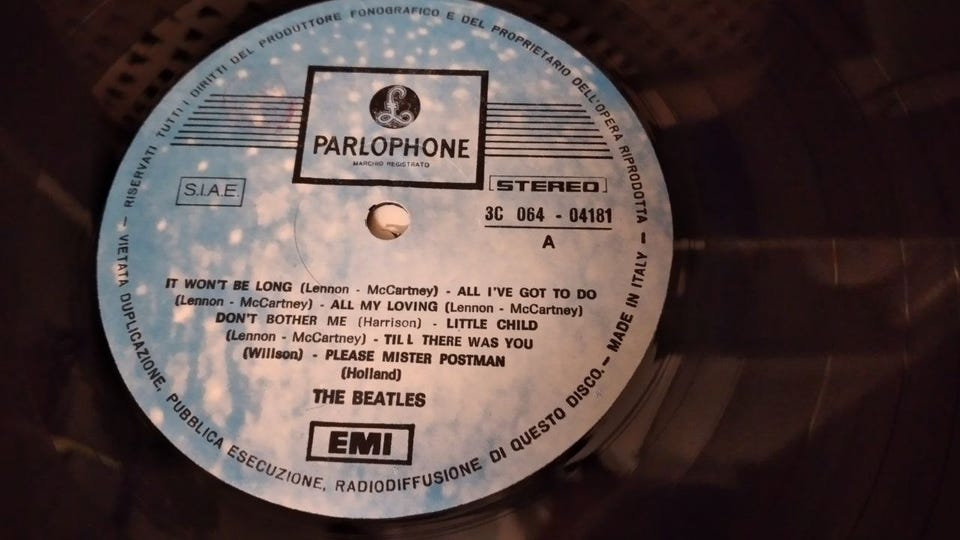 RISERVATI TUTTI I DIRITTI DEL PRODUTTORE FONOGRAFICO E DEL PROPRIETARIO DELL'OPERA RIPRODOTTA
£
PARLOPHONE
MARCHIO REGISTRATO
S.I.A.E.
STEREO
3C 064 - 04181
A
IT WON'T BE LONG (Lennon - McCartney) - ALL I'VE GOT TO DO
(Lennon - McCartney) - ALL MY LOVING (Lennon - McCartney)
DON'T BOTHER ME (Harrison) - LITTLE CHILD
(Lennon - McCartney) - TILL THERE WAS YOU
(Willson) - PLEASE MISTER POSTMAN
(Holland)
THE BEATLES
EMI
- VIETATA DUPLICAZIONE, PUBBLICA ESECUZIONE, RADIODIFFUSIONE DI QUESTO DISCO. - MADE IN ITALY -